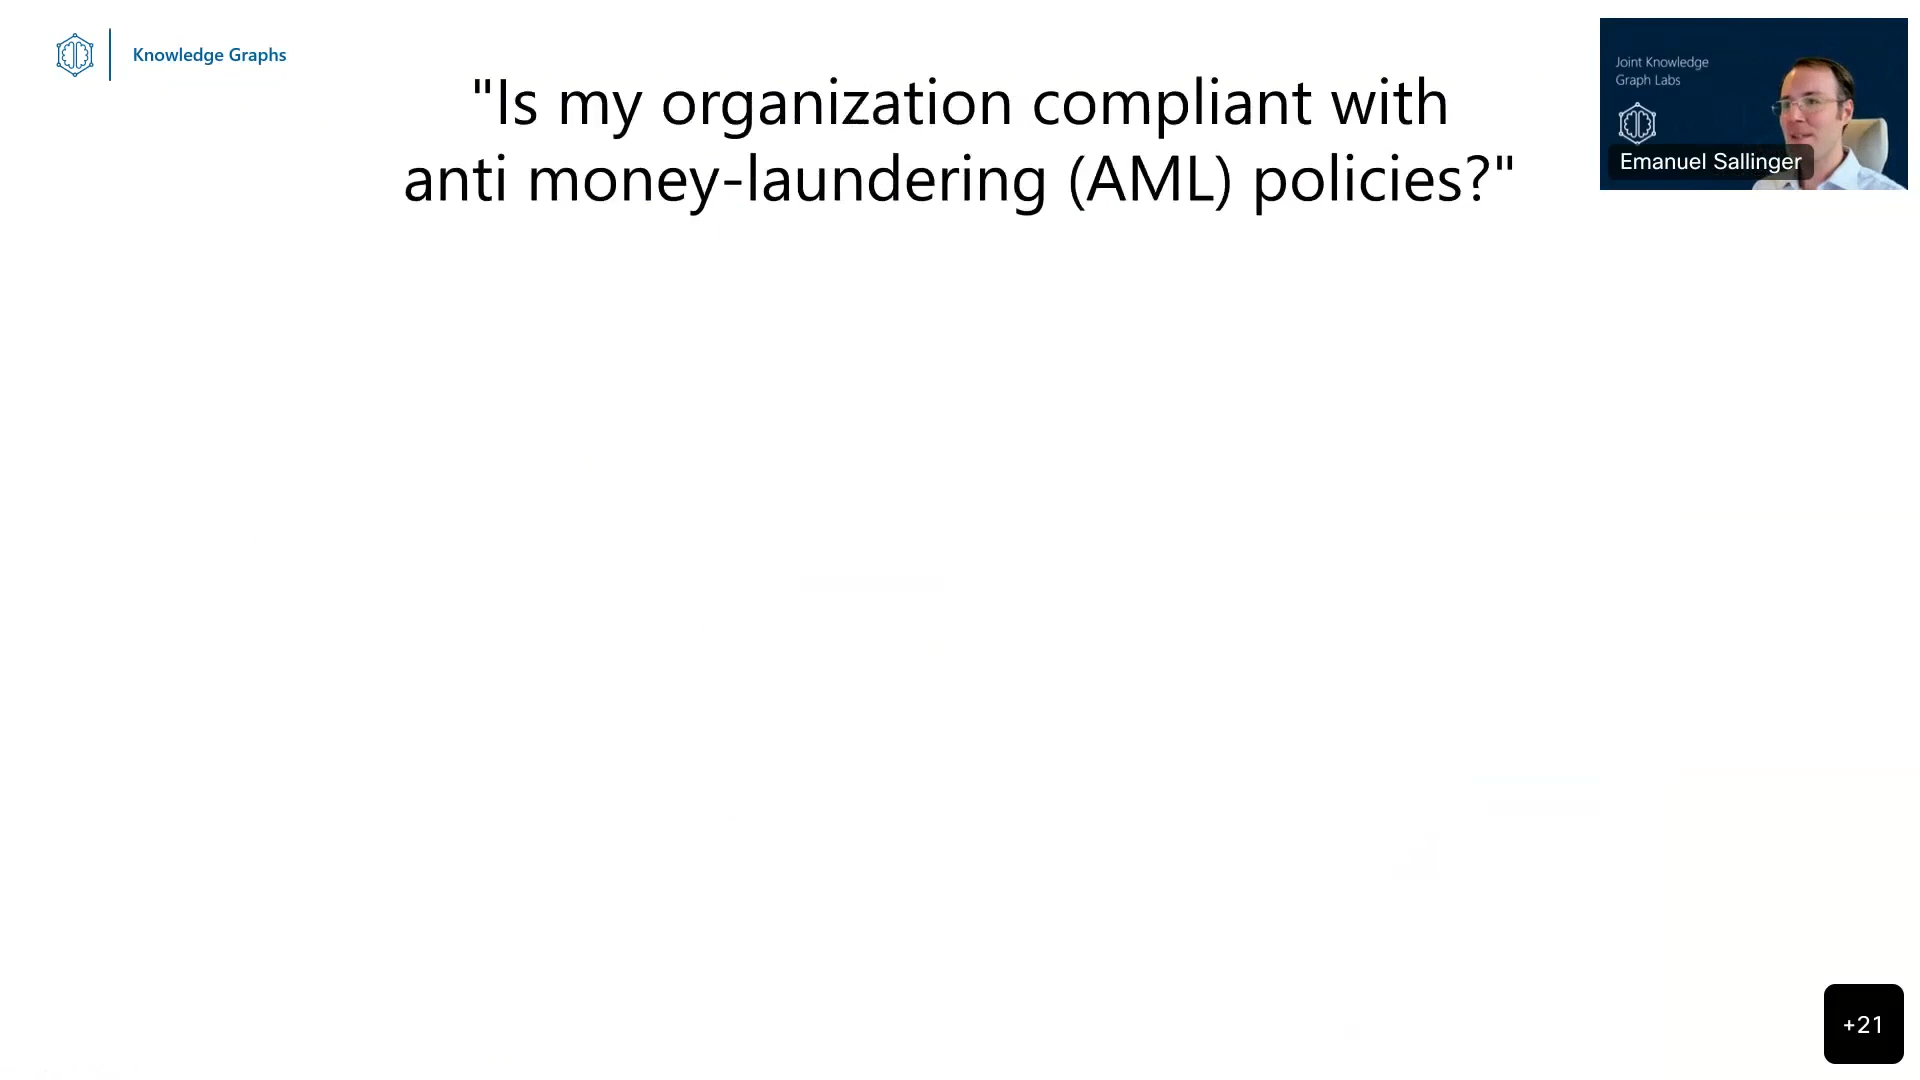 Knowledge Graphs
"Is my organization compliant with
anti money-laundering (AML) policies?"
Joint Knowledge
Graph Labs
Emanuel Sallinger
+21